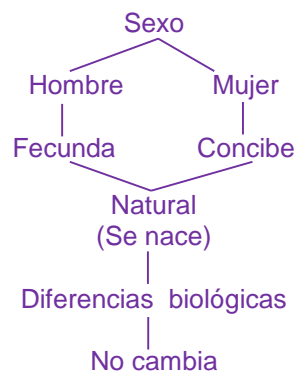 Sexo
Hombre Mujer
Fecunda Concibe
Natural
(Se nace)
Diferencias biológicas
No cambia